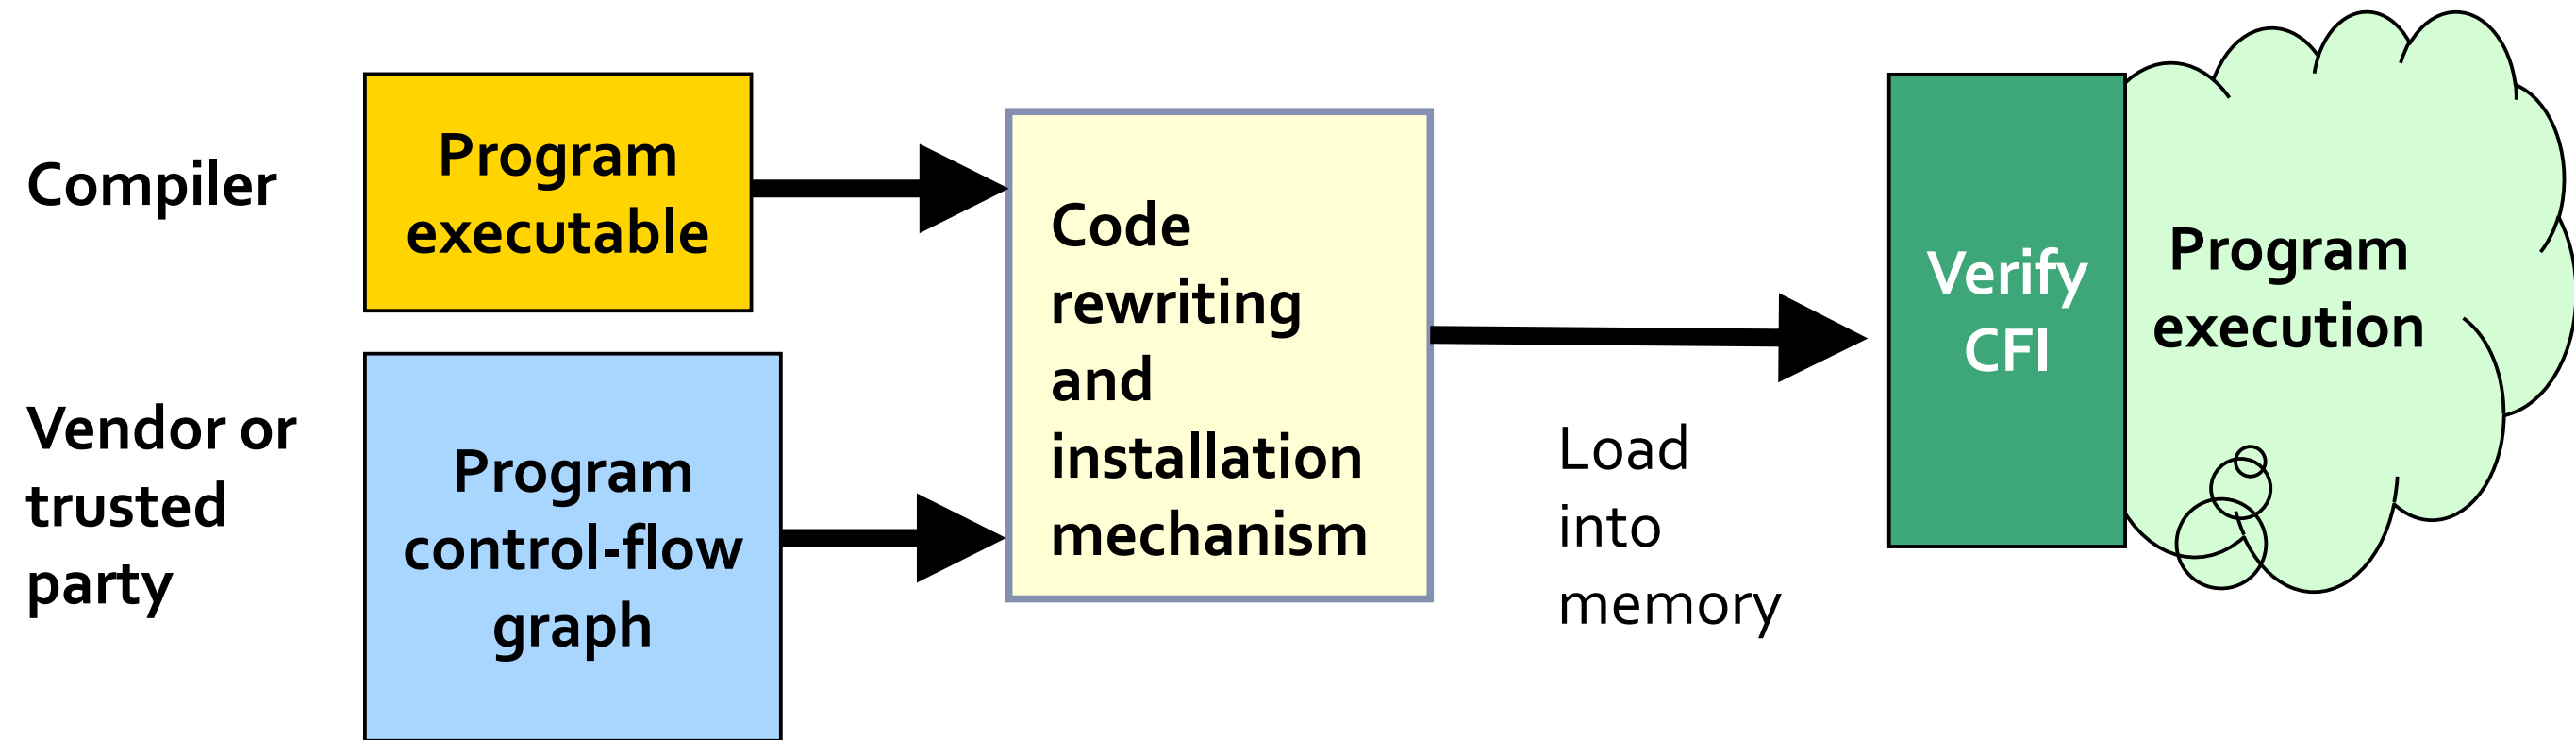 Compiler
Program
executable
Vendor or
trusted
party
Program
control-flow
graph
Code
rewriting
and
installation
mechanism
Load
into
memory
Verify
CFI
Program
execution